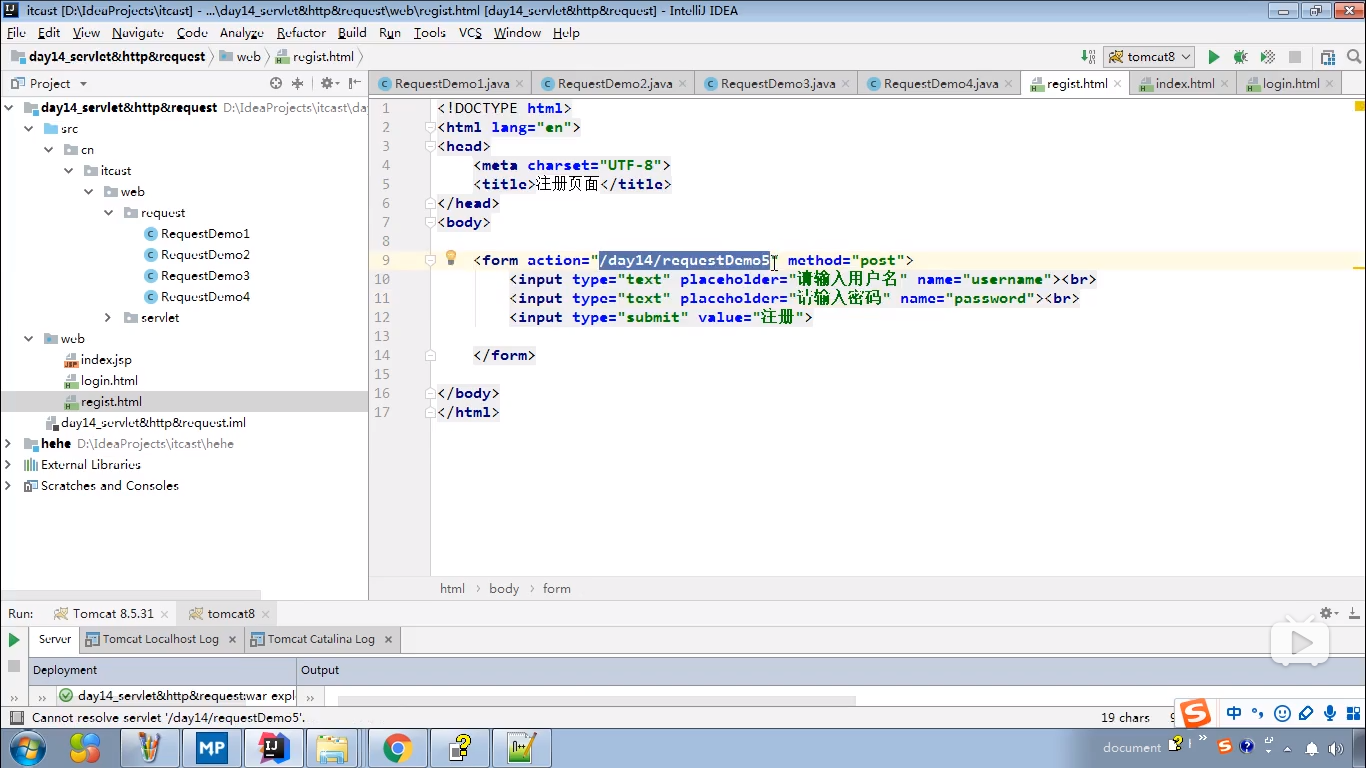 itcast [D:\IdeaProjects\itcast] - ...\day14_servlet&http&request\web\regist.html [day14_servlet&http&request] - IntelliJ IDEA
File Edit View Navigate Code Analyze Refactor Build Run Tools VCS Window Help
day14_servlet&http&request web regist.html tomcat8
Project RequestDemo1.java RequestDemo2.java RequestDemo3.java RequestDemo4.java regist.html index.html login.html
day14_servlet&http&request D:\IdeaProjects\itcast\da
src
cn
itcast
web
request
RequestDemo1
RequestDemo2
RequestDemo3
RequestDemo4
servlet
web
index.jsp
login.html
regist.html
day14_servlet&http&request.iml
hehe D:\IdeaProjects\itcast\hehe
External Libraries
Scratches and Consoles
1 <!DOCTYPE html>
2 <html lang="en">
3 <head>
4 <meta charset="UTF-8">
5 <title>注册页面</title>
6 </head>
7 <body>
8
9 <form action="/day14/requestDemo5" method="post">
10 <input type="text" placeholder="请输入用户名" name="username"><br>
11 <input type="text" placeholder="请输入密码" name="password"><br>
12 <input type="submit" value="注册">
13
14 </form>
15
16 </body>
17 </html>
html body form
Run: Tomcat 8.5.31 tomcat8
Server Tomcat Localhost Log Tomcat Catalina Log
Deployment Output
day14_servlet&http&request:war expl
Cannot resolve servlet '/day14/requestDemo5'. 19 chars
中
MP document